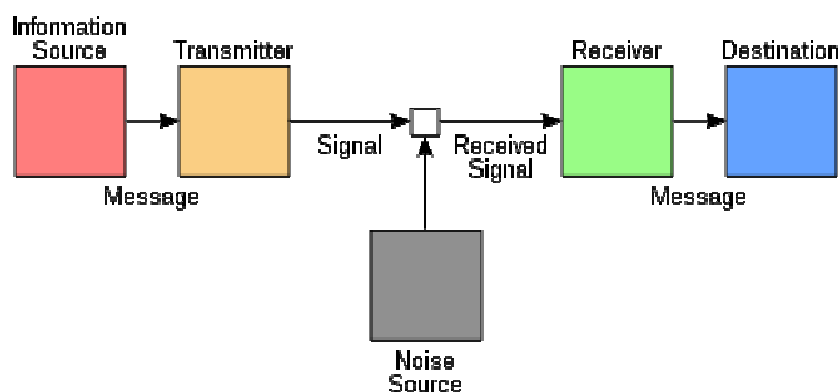 Information
Source
Transmitter
Receiver
Destination
Signal
Received
Signal
Message
Message
Noise
Source